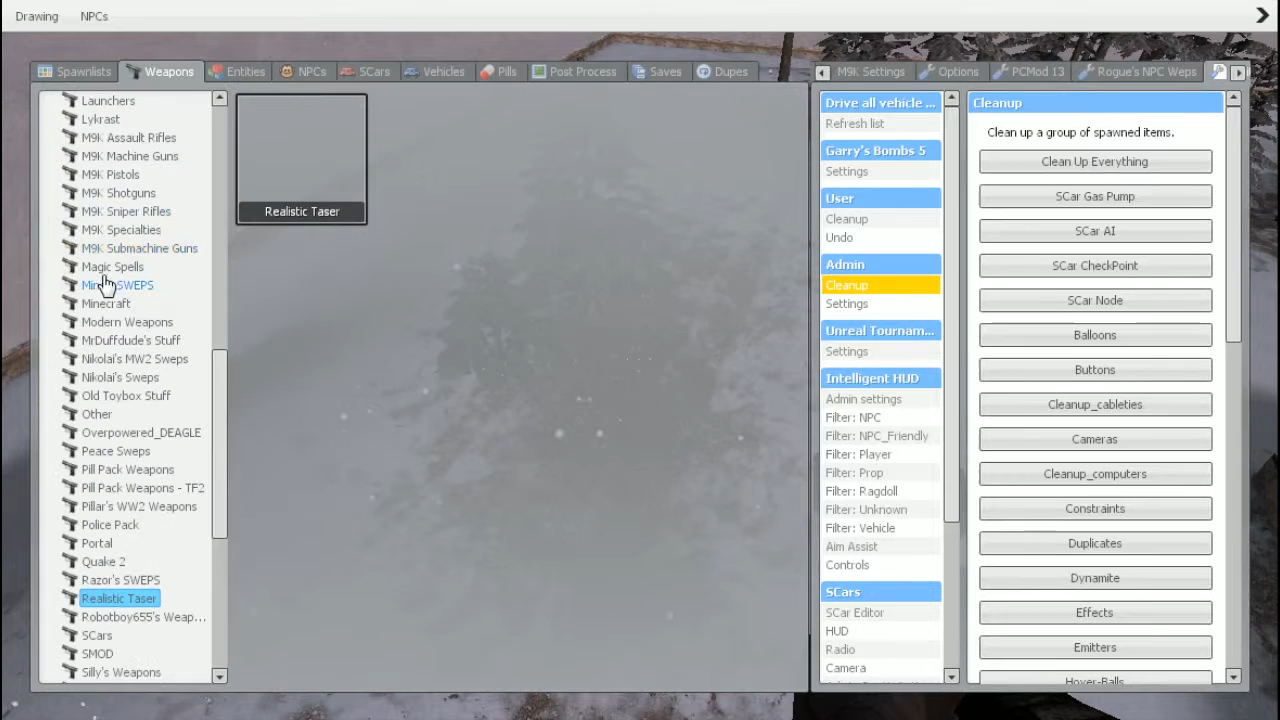 Drawing NPCs
Spawnlists Weapons Entities NPCs SCars Vehicles Pills Post Process Saves Dupes
M9K Settings Options PCMod 13 Rogue's NPC Weps
Launchers
Lykrast
M9K Assault Rifles
M9K Machine Guns
M9K Pistols
M9K Shotguns
M9K Sniper Rifles
M9K Specialties
M9K Submachine Guns
Magic Spells
SWEPS
Minecraft
Modern Weapons
MrDuffdude's Stuff
Nikolai's MW2 Sweps
Nikolai's Sweps
Old Toybox Stuff
Other
Overpowered_DEAGLE
Peace Sweps
Pill Pack Weapons
Pill Pack Weapons - TF2
Pillar's WW2 Weapons
Police Pack
Portal
Quake 2
Razor's SWEPS
Realistic Taser
Robotboy655's Weap...
SCars
SMOD
Silly's Weapons
Realistic Taser
Drive all vehicle ...
Refresh list
Garry's Bombs 5
Settings
User
Cleanup
Undo
Admin
Cleanup
Settings
Unreal Tournam...
Settings
Intelligent HUD
Admin settings
Filter: NPC
Filter: NPC_Friendly
Filter: Player
Filter: Prop
Filter: Ragdoll
Filter: Unknown
Filter: Vehicle
Aim Assist
Controls
SCars
SCar Editor
HUD
Radio
Camera
Cleanup
Clean up a group of spawned items.
Clean Up Everything
SCar Gas Pump
SCar AI
SCar CheckPoint
SCar Node
Balloons
Buttons
Cleanup_cableties
Cameras
Cleanup_computers
Constraints
Duplicates
Dynamite
Effects
Emitters
Hover-Balls